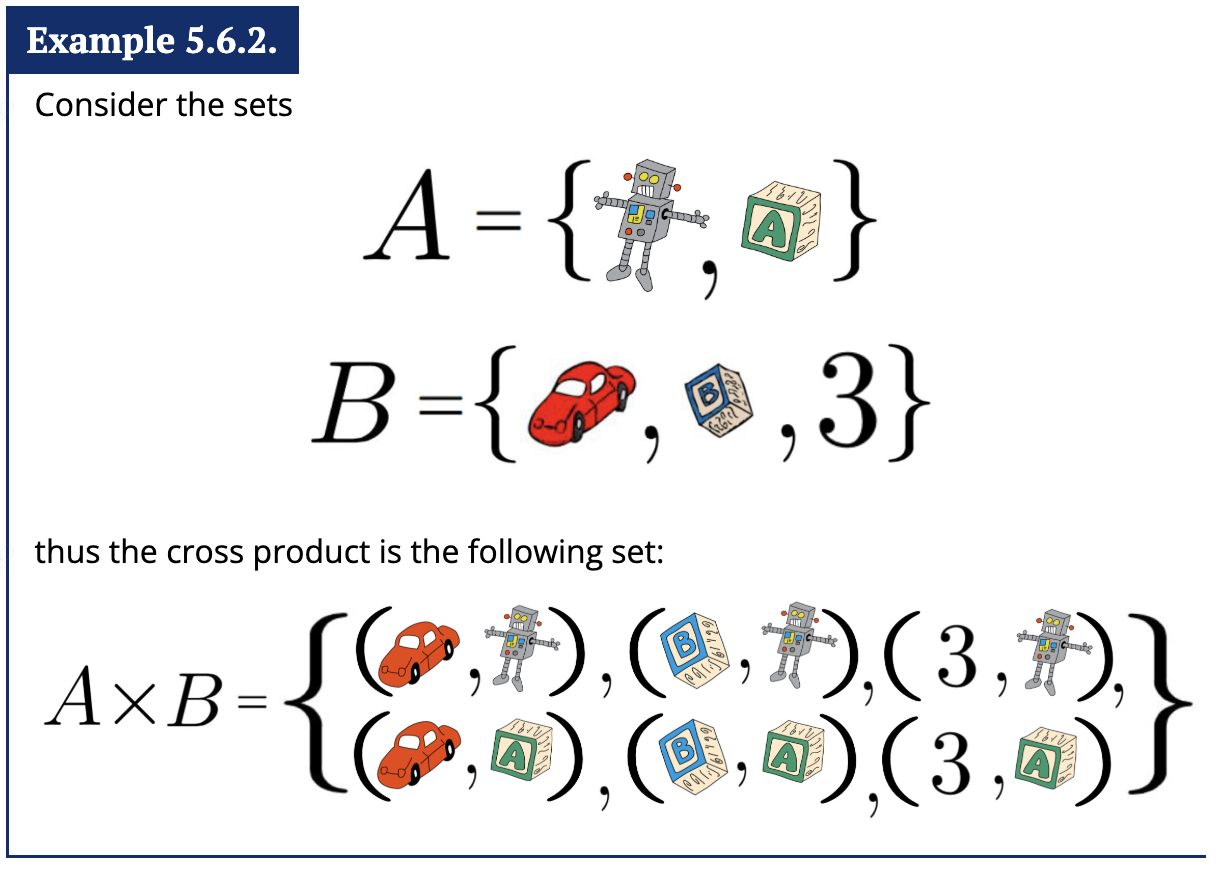 Example 5.6.2.
Consider the sets
A = { , A }
B = { , B , 3 }
thus the cross product is the following set:
A × B = { ( , ), (B, ), (3, ),
( , A), (B, A), (3, A) }